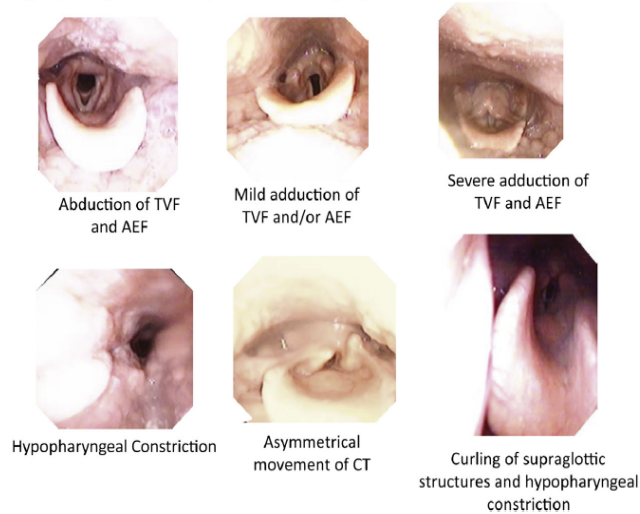 Abduction of TVF
and AEF
Mild adduction of
TVF and/or AEF
Severe adduction of
TVF and AEF
Hypopharyngeal Constriction
Asymmetrical
movement of CT
Curling of supraglottic
structures and hypopharyngeal
constriction